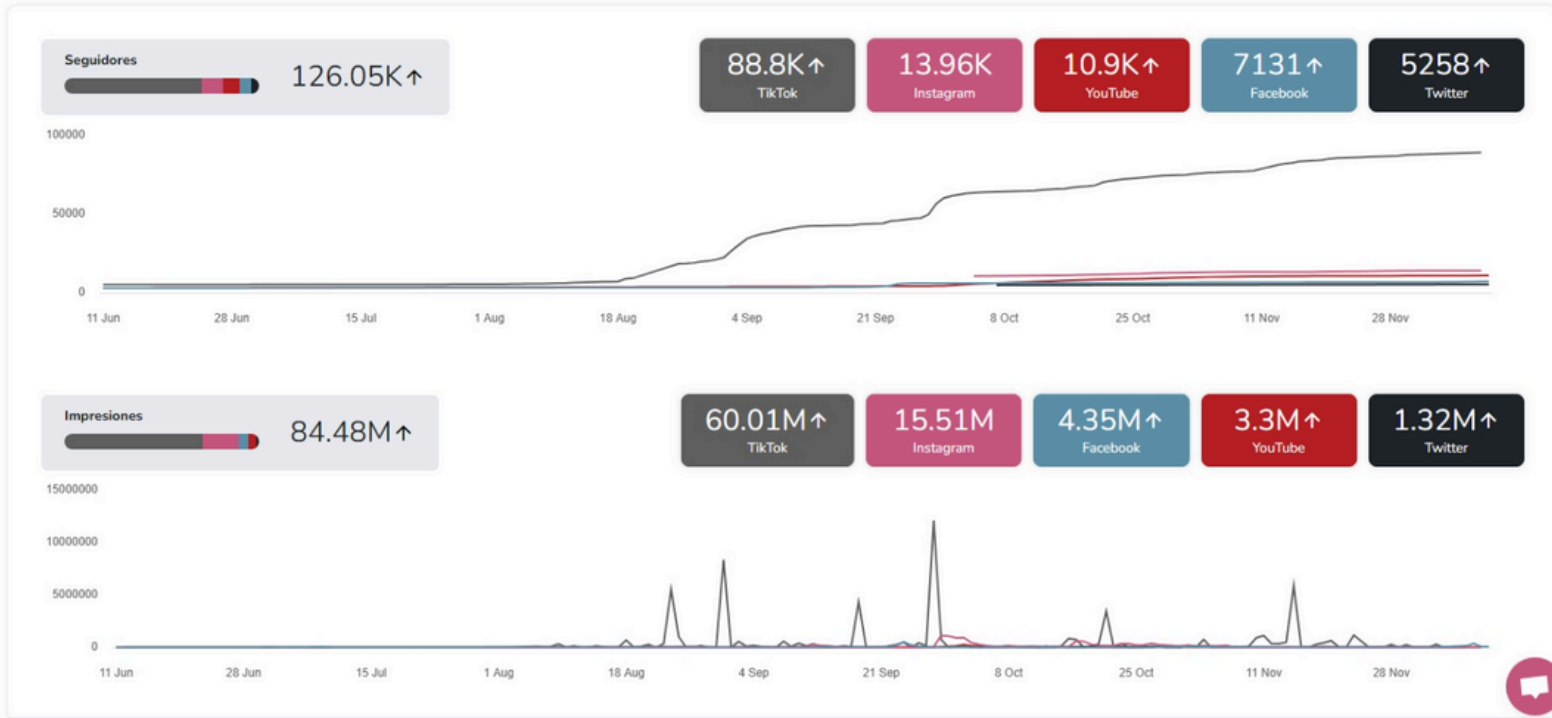 Seguidores
126.05K↑
88.8K↑
TikTok
13.96K
Instagram
10.9K↑
YouTube
7131↑
Facebook
5258↑
Twitter
100000
50000
0
11 Jun
28 Jun
15 Jul
1 Aug
18 Aug
4 Sep
21 Sep
8 Oct
25 Oct
11 Nov
28 Nov
Impresiones
84.48M↑
60.01M↑
TikTok
15.51M
Instagram
4.35M↑
Facebook
3.3M↑
YouTube
1.32M↑
Twitter
15000000
10000000
5000000
0
11 Jun
28 Jun
15 Jul
1 Aug
18 Aug
4 Sep
21 Sep
8 Oct
25 Oct
11 Nov
28 Nov